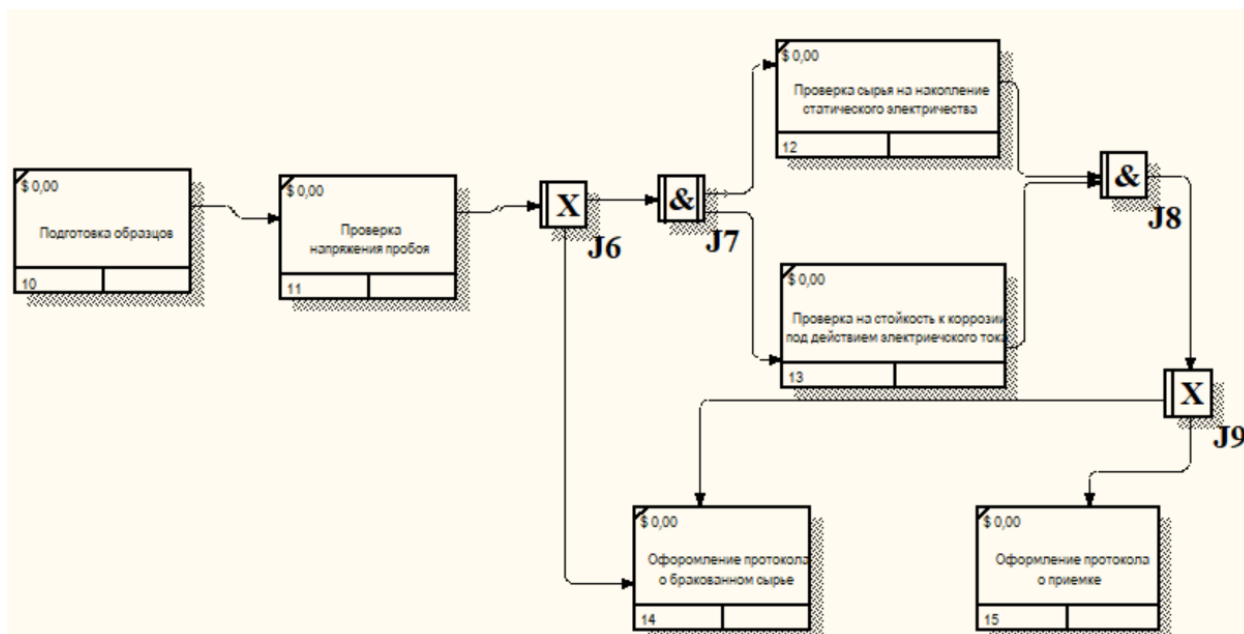 $ 0,00
Подготовка образцов
10
$ 0,00
Проверка
напряжения пробоя
11
X
J6
&
J7
$ 0,00
Проверка сырья на накопление
статического электричества
12
$ 0,00
Проверка на стойкость к коррозии
под действием электриечского тока
13
&
J8
X
J9
$ 0,00
Офоромление протокола
о бракованном сырье
14
$ 0,00
Оформление протокола
о приемке
15